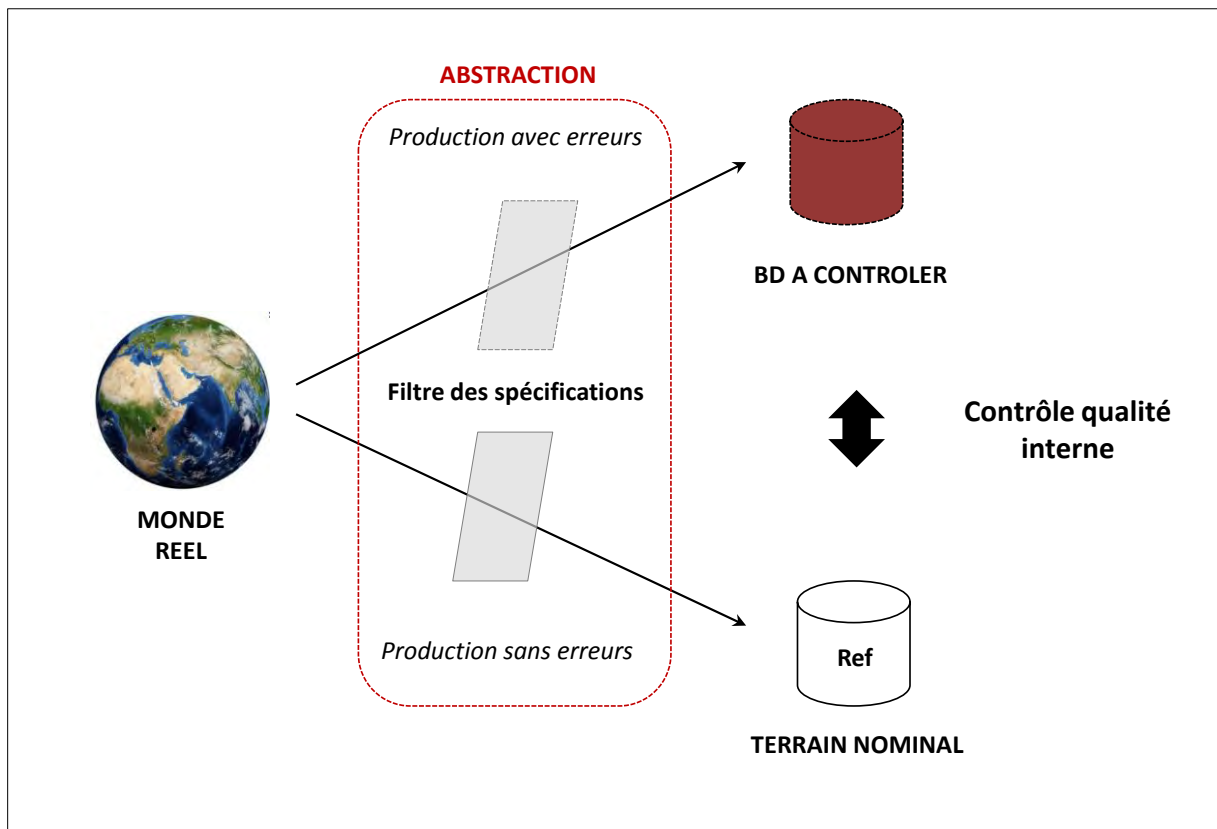 ABSTRACTION
Production avec erreurs
BD A CONTROLER
Filtre des spécifications
Contrôle qualité
interne
MONDE
REEL
Production sans erreurs
Ref
TERRAIN NOMINAL